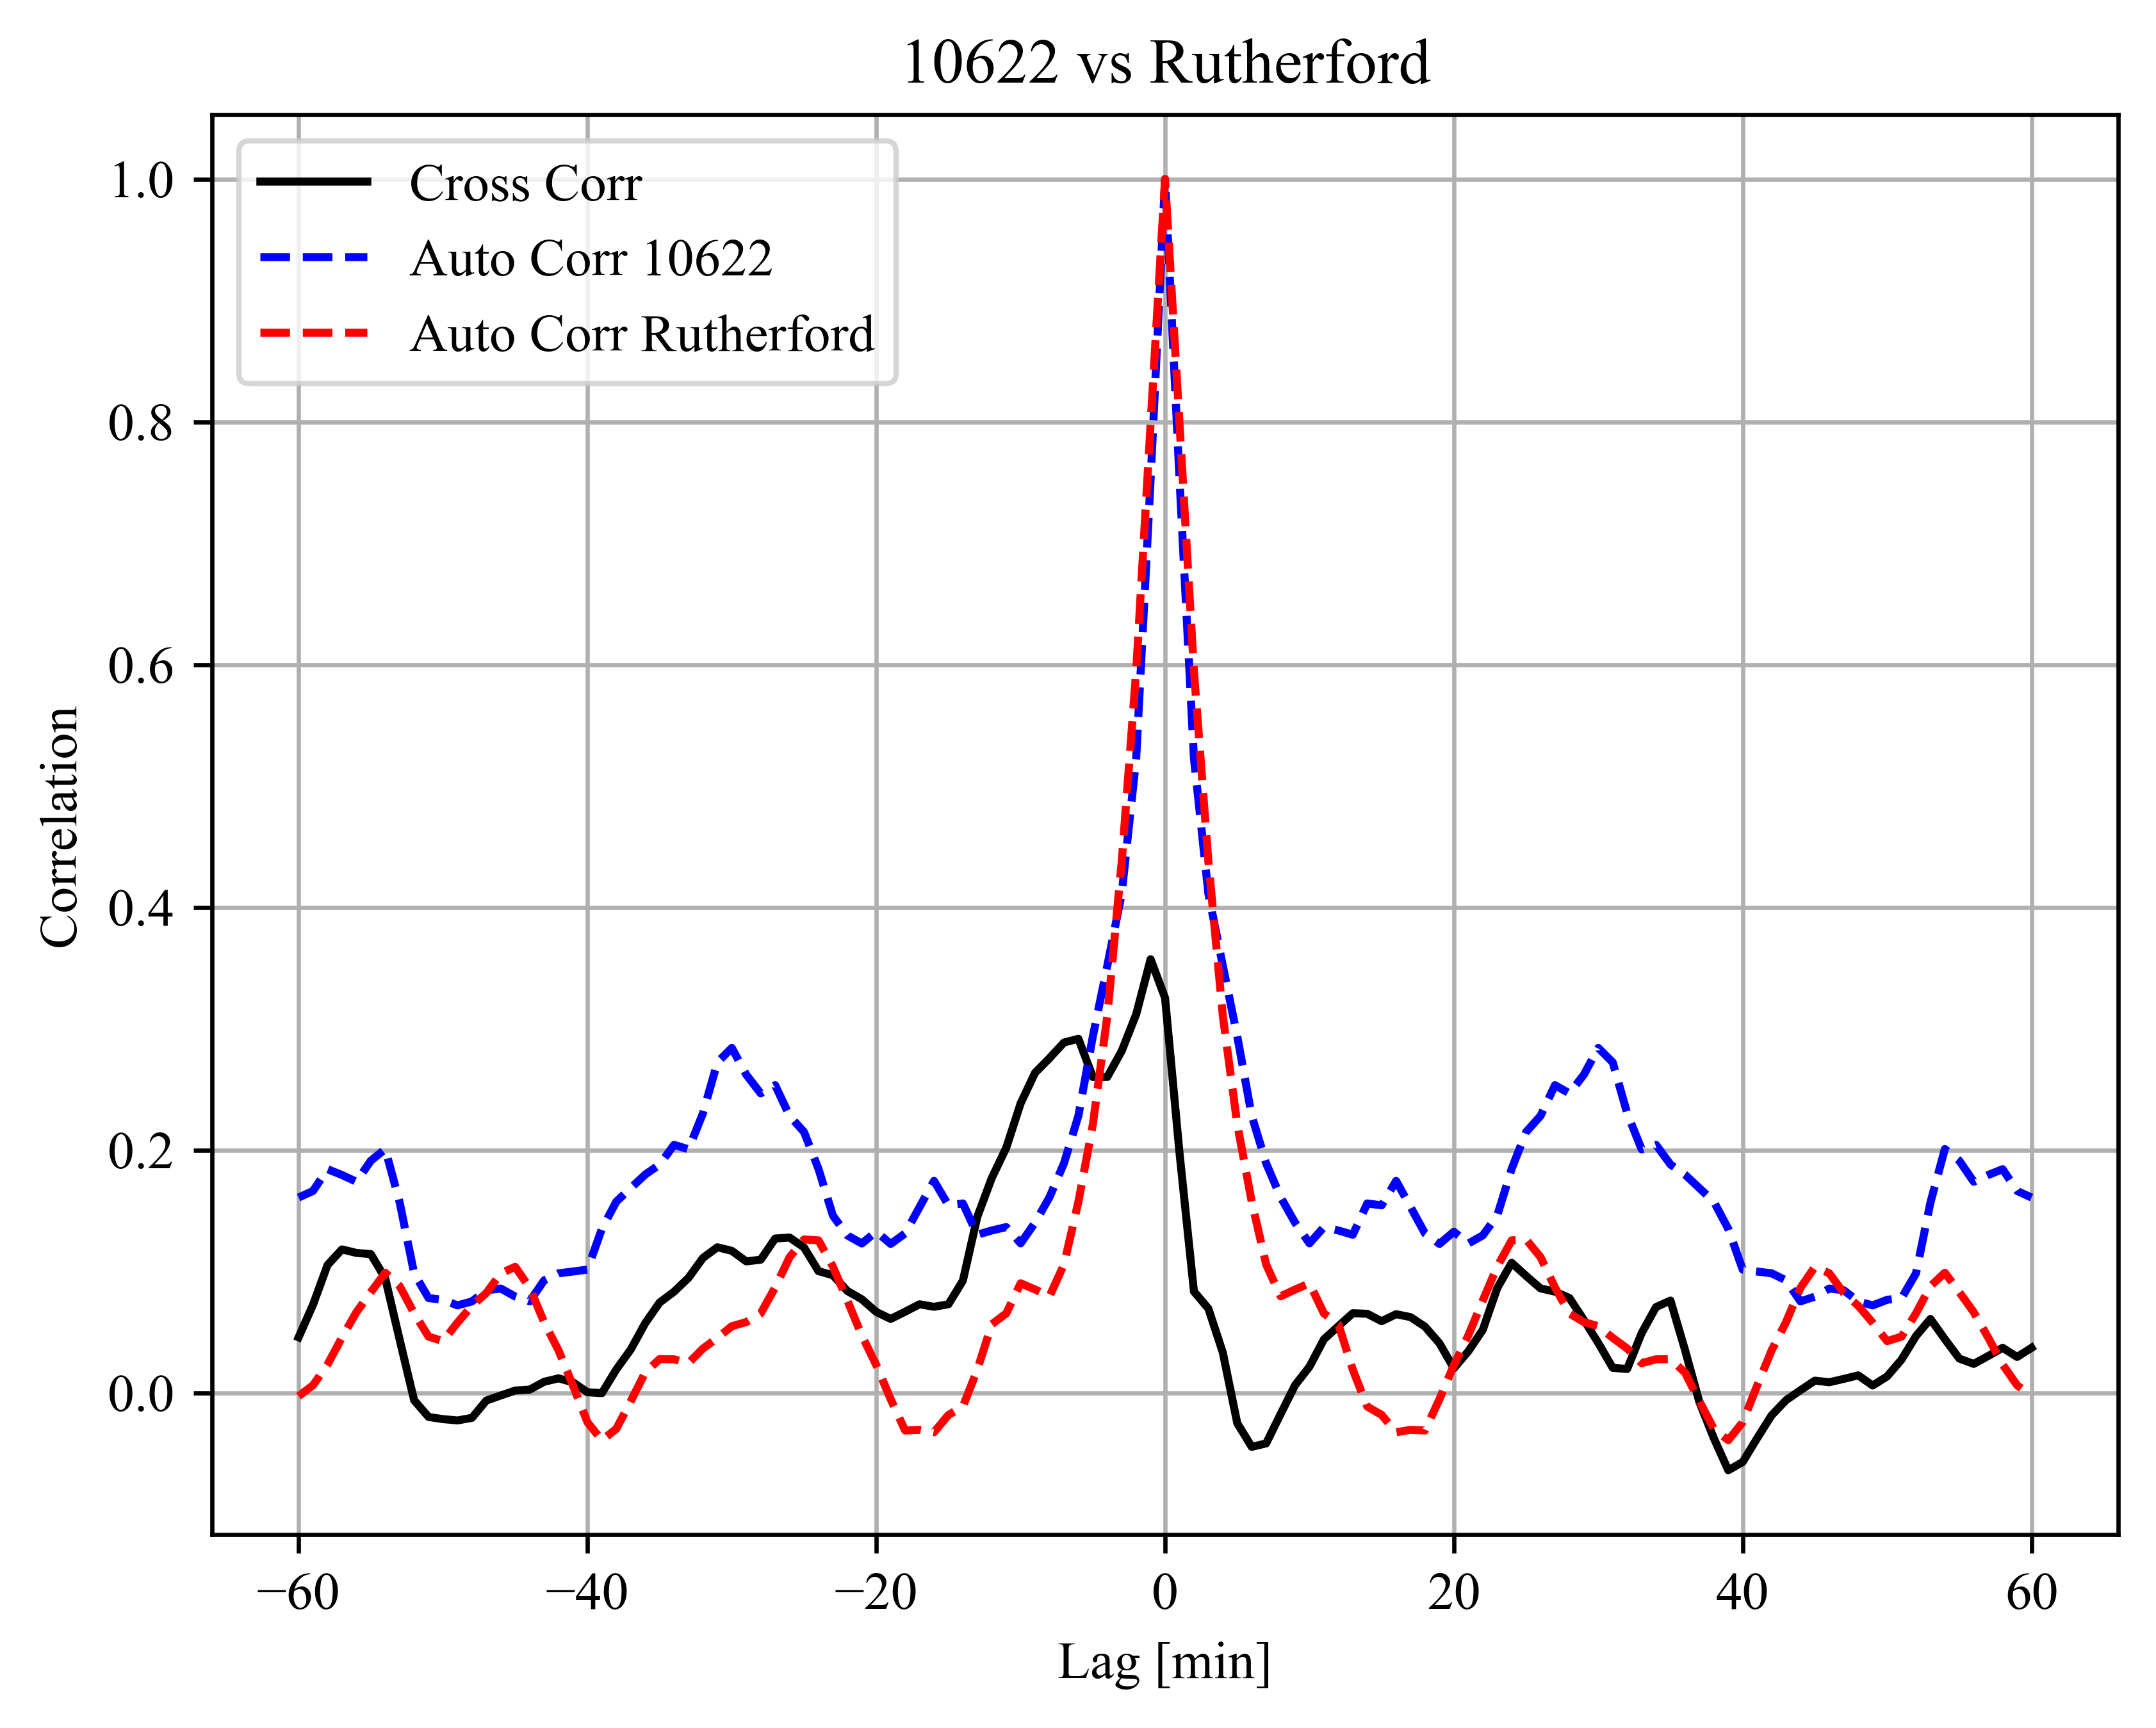 10622 vs Rutherford
Cross Corr
Auto Corr 10622
Auto Corr Rutherford
1.0
0.8
0.6
0.4
0.2
0.0
Correlation
−60 −40 −20 0 20 40 60
Lag [min]